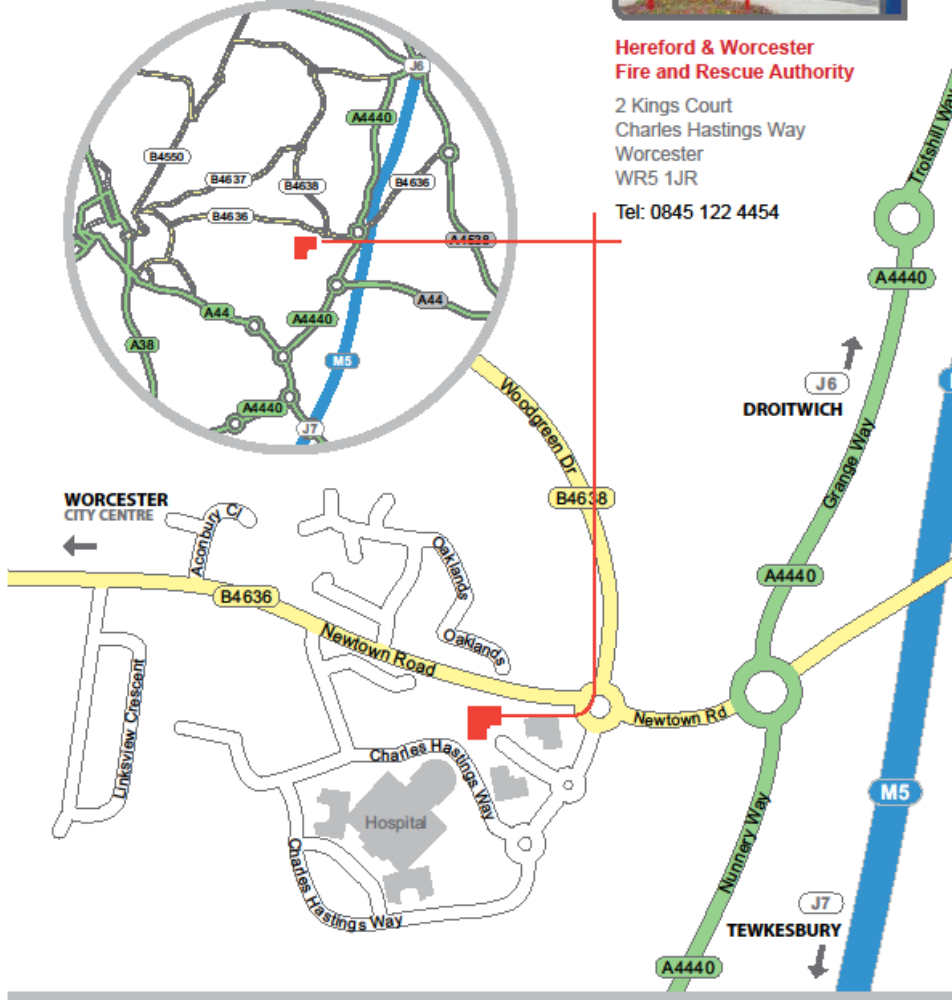 Hereford & Worcester
Fire and Rescue Authority
2 Kings Court
Charles Hastings Way
Worcester
WR5 1JR
Tel: 0845 122 4454
J6
A4440
B4550
B4637
B4638
B4636
B4636
A4538
A44
A44
A4440
A38
M5
A4440
J7
Trotshill Way
A4440
J6
DROITWICH
Grange Way
Woodgreen Dr
B4638
WORCESTER
CITY CENTRE
Aconbury Cl
Oaklands
A4440
B4636
Newtown Road
Oaklands
Linksview Crescent
Newtown Rd
Charles Hastings Way
Hospital
M5
Nunnery Way
Charles Hastings Way
J7
TEWKESBURY
A4440